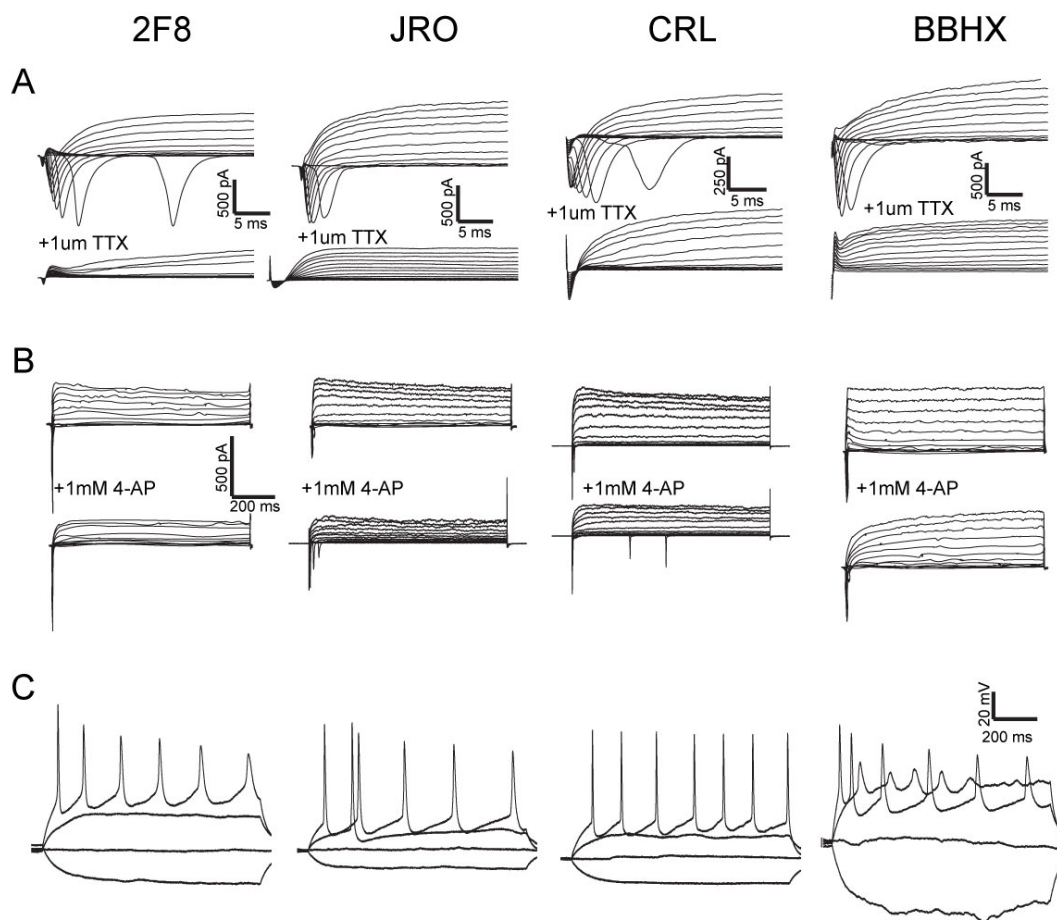 2F8 JRO CRL BBHX
A
500 pA 500 pA 250 pA 500 pA
5 ms 5 ms 5 ms 5 ms
+1um TTX +1um TTX +1um TTX +1um TTX
B
500 pA
200 ms
+1mM 4-AP +1mM 4-AP +1mM 4-AP +1mM 4-AP
C
20 mV
200 ms